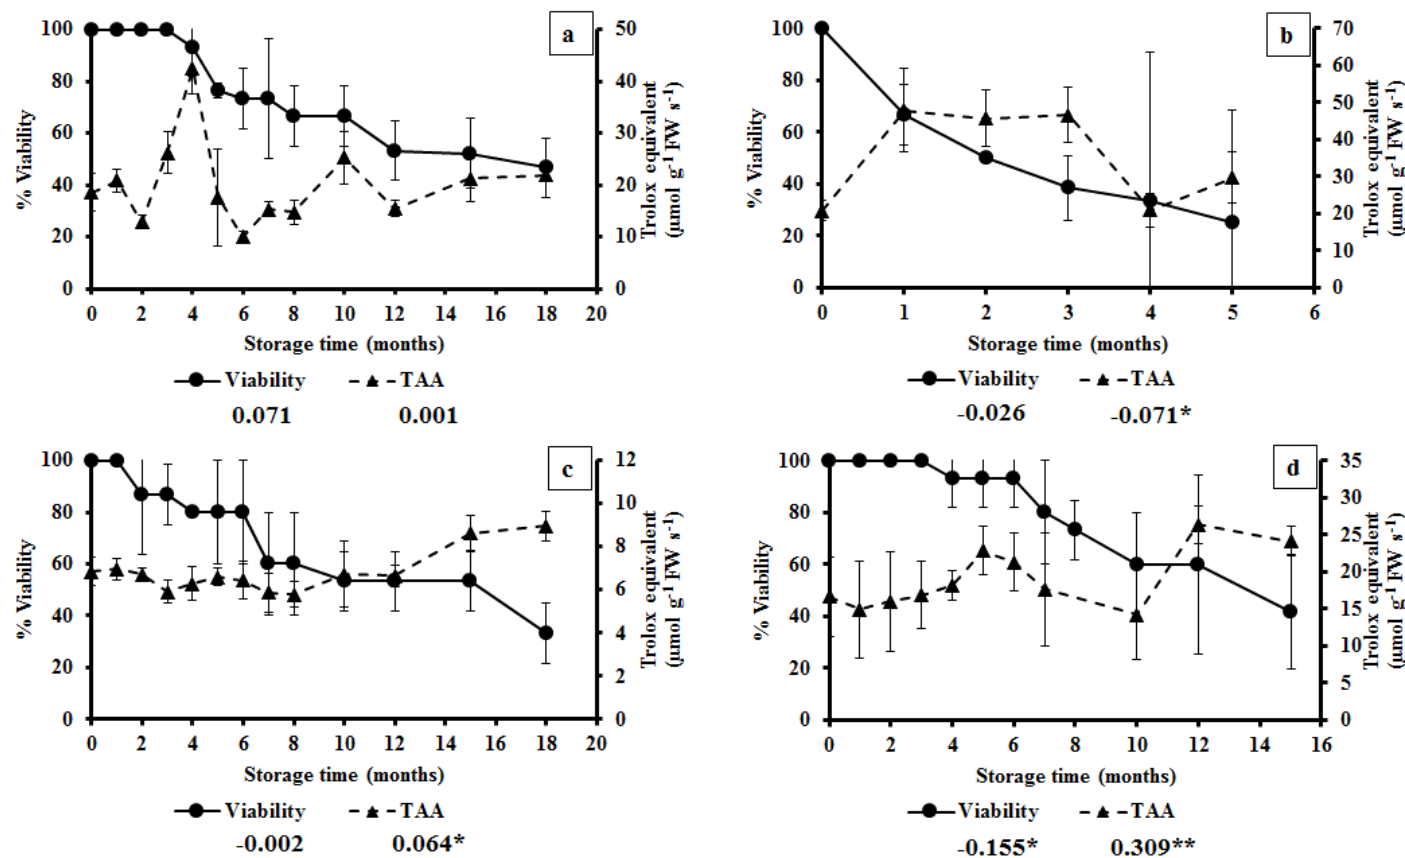 a
100
80
60
40
20
0
% Viability
50
40
30
20
10
0
Trolox equivalent
(µmol g-1 FW s-1)
0 2 4 6 8 10 12 14 16 18 20
Storage time (months)
Viability TAA
0.071 0.001
b
100
80
60
40
20
0
% Viability
70
60
50
40
30
20
10
0
Trolox equivalent
(µmol g-1 FW s-1)
0 1 2 3 4 5 6
Storage time (months)
Viability TAA
-0.026 -0.071*
c
100
80
60
40
20
0
% Viability
12
10
8
6
4
2
0
Trolox equivalent
(µmol g-1 FW s-1)
0 2 4 6 8 10 12 14 16 18 20
Storage time (months)
Viability TAA
-0.002 0.064*
d
100
80
60
40
20
0
% Viability
35
30
25
20
15
10
5
0
Trolox equivalent
(µmol g-1 FW s-1)
0 2 4 6 8 10 12 14 16
Storage time (months)
Viability TAA
-0.155* 0.309**